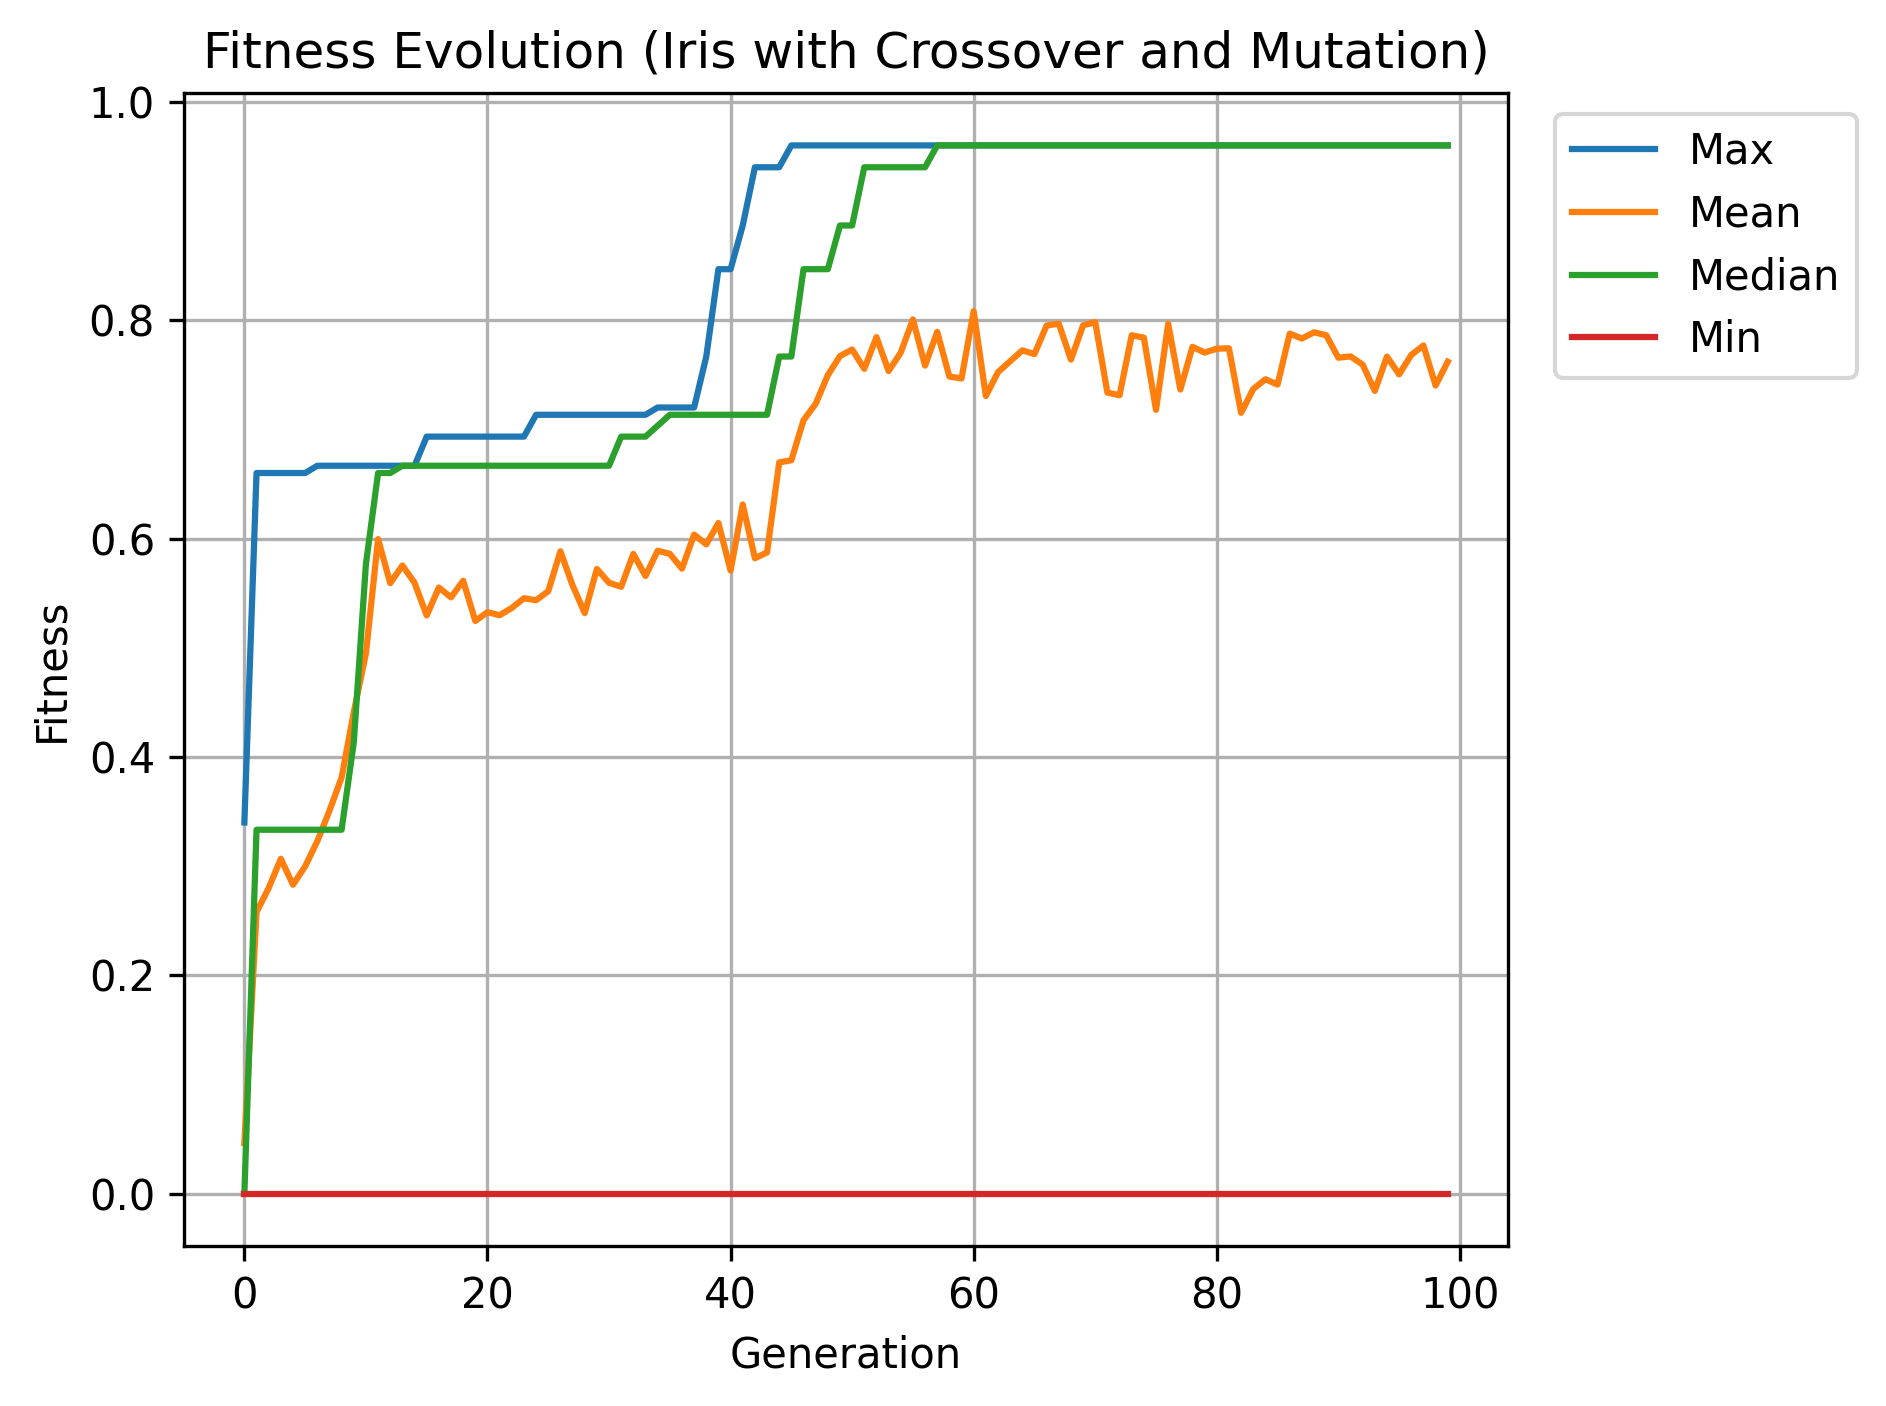 Fitness Evolution (Iris with Crossover and Mutation)
1.0
0.8
0.6
0.4
0.2
0.0
Fitness
0 20 40 60 80 100
Generation
Max
Mean
Median
Min